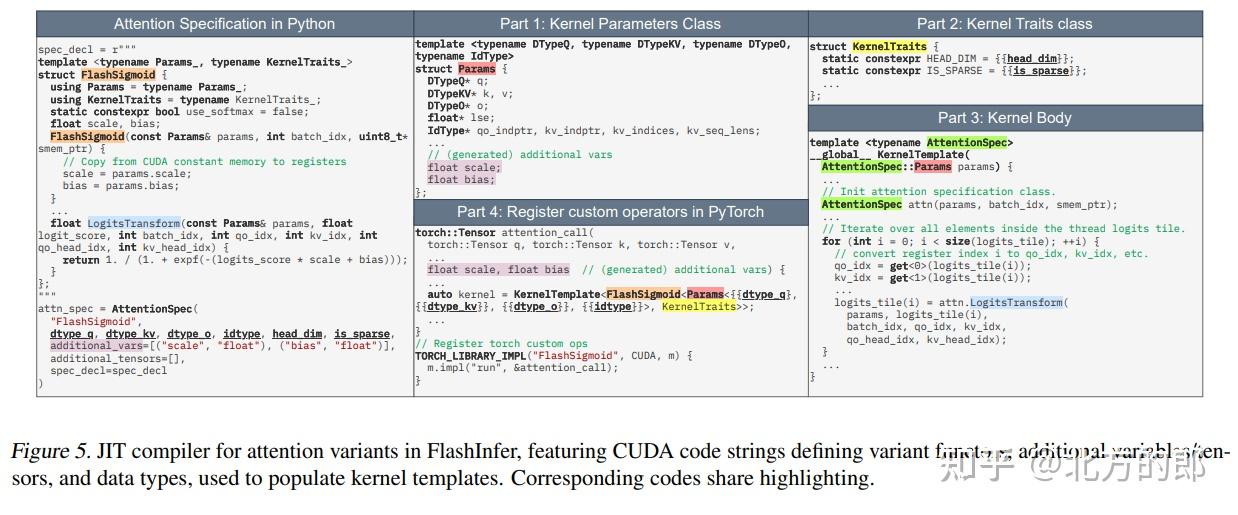 Attention Specification in Python
spec_decl = r"""
template <typename Params_, typename KernelTraits_>
struct FlashSigmoid {
using Params = typename Params_;
using KernelTraits = typename KernelTraits_;
static constexpr bool use_softmax = false;
float scale, bias;
FlashSigmoid(const Params& params, int batch_idx, uint8_t*
smem_ptr) {
// Copy from CUDA constant memory to registers
scale = params.scale;
bias = params.bias;
}
...
float LogitsTransform(const Params& params, float
logit_score, int batch_idx, int qo_idx, int kv_idx, int
qo_head_idx, int kv_head_idx) {
return 1. / (1. + expf(-(logits_score * scale + bias)));
}
};
"""
attn_spec = AttentionSpec(
"FlashSigmoid",
dtype_q, dtype_kv, dtype_o, idtype, head_dim, is_sparse,
additional_vars=[("scale", "float"), ("bias", "float")],
additional_tensors=[],
spec_decl=spec_decl
)
Part 1: Kernel Parameters Class
template <typename DTypeQ, typename DTypeKV, typename DTypeO,
typename IdType>
struct Params {
DTypeQ* q;
DTypeKV* k, v;
DTypeO* o;
float* lse;
IdType* qo_indptr, kv_indptr, kv_indices, kv_seq_lens;
...
// (generated) additional vars
float scale;
float bias;
};
Part 4: Register custom operators in PyTorch
torch::Tensor attention_call(
torch::Tensor q, torch::Tensor k, torch::Tensor v,
...
float scale, float bias // (generated) additional vars) {
...
auto kernel = KernelTemplate<FlashSigmoid<Params<{{dtype_q},
{{dtype_kv}}, {{dtype_o}}, {{idtype}}>, KernelTraits>>;
...
}
// Register torch custom ops
TORCH_LIBRARY_IMPL("FlashSigmoid", CUDA, m) {
m.impl("run", &attention_call);
}
Part 2: Kernel Traits class
struct KernelTraits {
static constexpr HEAD_DIM = {{head_dim}};
static constexpr IS_SPARSE = {{is_sparse}};
...
};
Part 3: Kernel Body
template <typename AttentionSpec>
__global__ KernelTemplate(
AttentionSpec::Params params) {
...
// Init attention specification class.
AttentionSpec attn(params, batch_idx, smem_ptr);
...
// Iterate over all elements inside the thread logits tile.
for (int i = 0; i < size(logits_tile); ++i) {
// convert register index i to qo_idx, kv_idx, etc.
qo_idx = get<0>(logits_tile(i));
kv_idx = get<1>(logits_tile(i));
...
logits_tile(i) = attn.LogitsTransform(
params, logits_tile(i),
batch_idx, qo_idx, kv_idx,
qo_head_idx, kv_head_idx);
}
...
}
Figure 5. JIT compiler for attention variants in FlashInfer, featuring CUDA code strings defining variant functors, additional variables/ten-
sors, and data types, used to populate kernel templates. Corresponding codes share highlighting.
知乎 @北方的郎